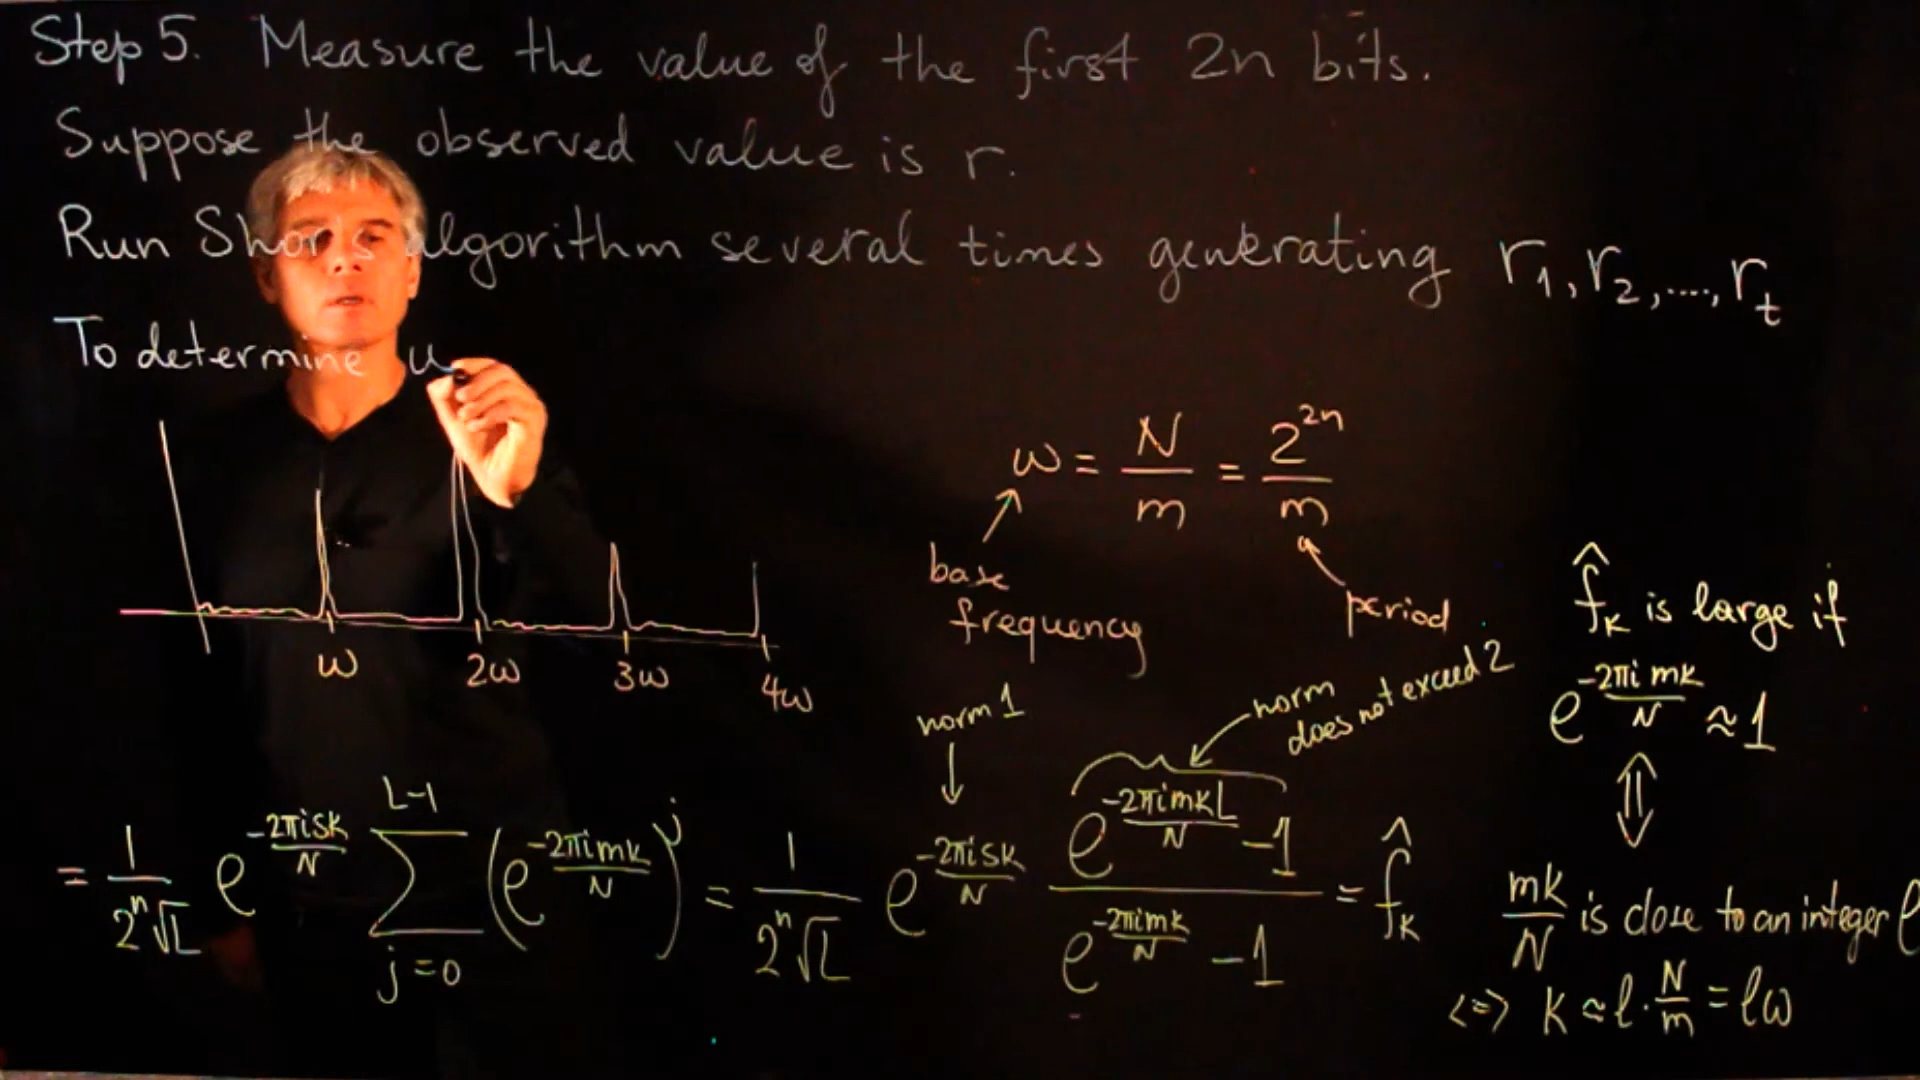 Step 5. Measure the value of the first 2n bits.
Suppose the observed value is r.
Run Shor's algorithm several times generating r₁, r₂, ...., r_t
To determine ω
ω = N/m = 2^(2n)/m
base frequency
period
ω 2ω 3ω 4ω
f̂_k is large if
e^(-2πi mk/N) ≈ 1
⇕
mk/N is close to an integer ℓ
<=> k ≈ ℓ · N/m = ℓω
norm 1
norm does not exceed 2
= 1/(2ⁿ√L) e^(-2πisk/N) ∑_{j=0}^{L-1} (e^(-2πimk/N))^j = 1/(2ⁿ√L) e^(-2πisk/N) (e^(-2πimkL/N) -1)/(e^(-2πimk/N) -1) = f̂_k